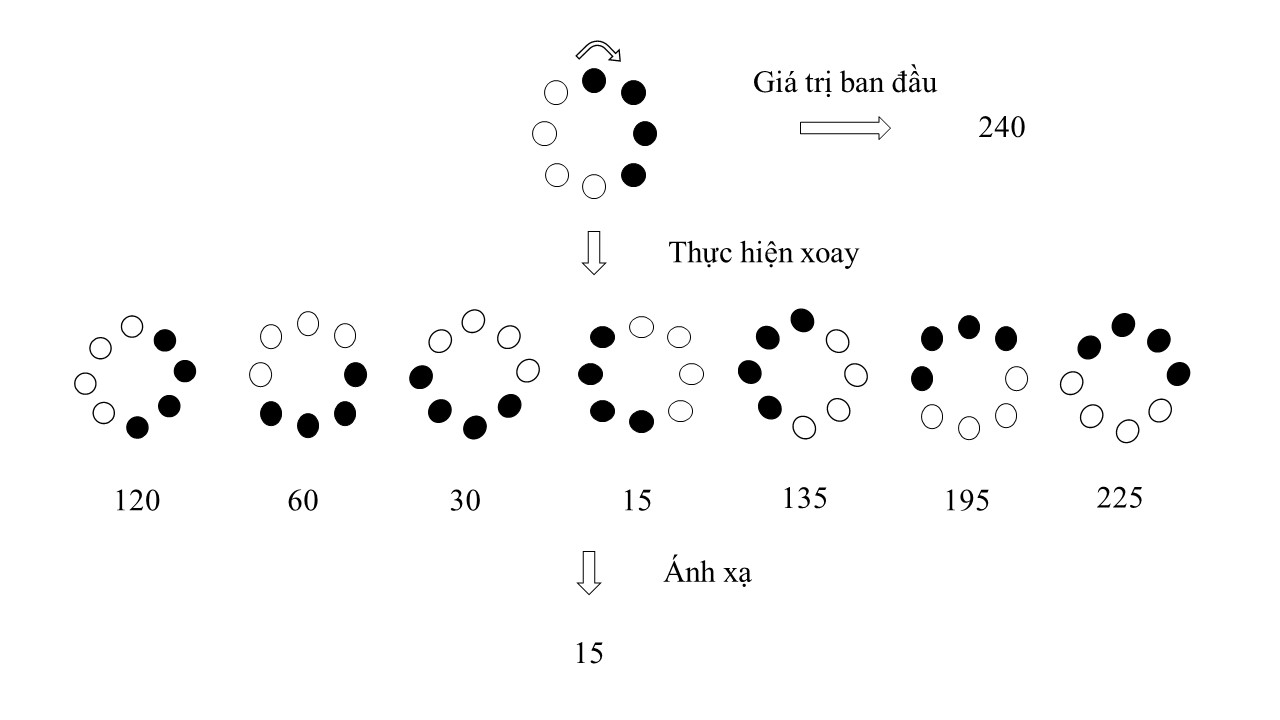 Giá trị ban đầu
240
Thực hiện xoay
120 60 30 15 135 195 225
Ánh xạ
15